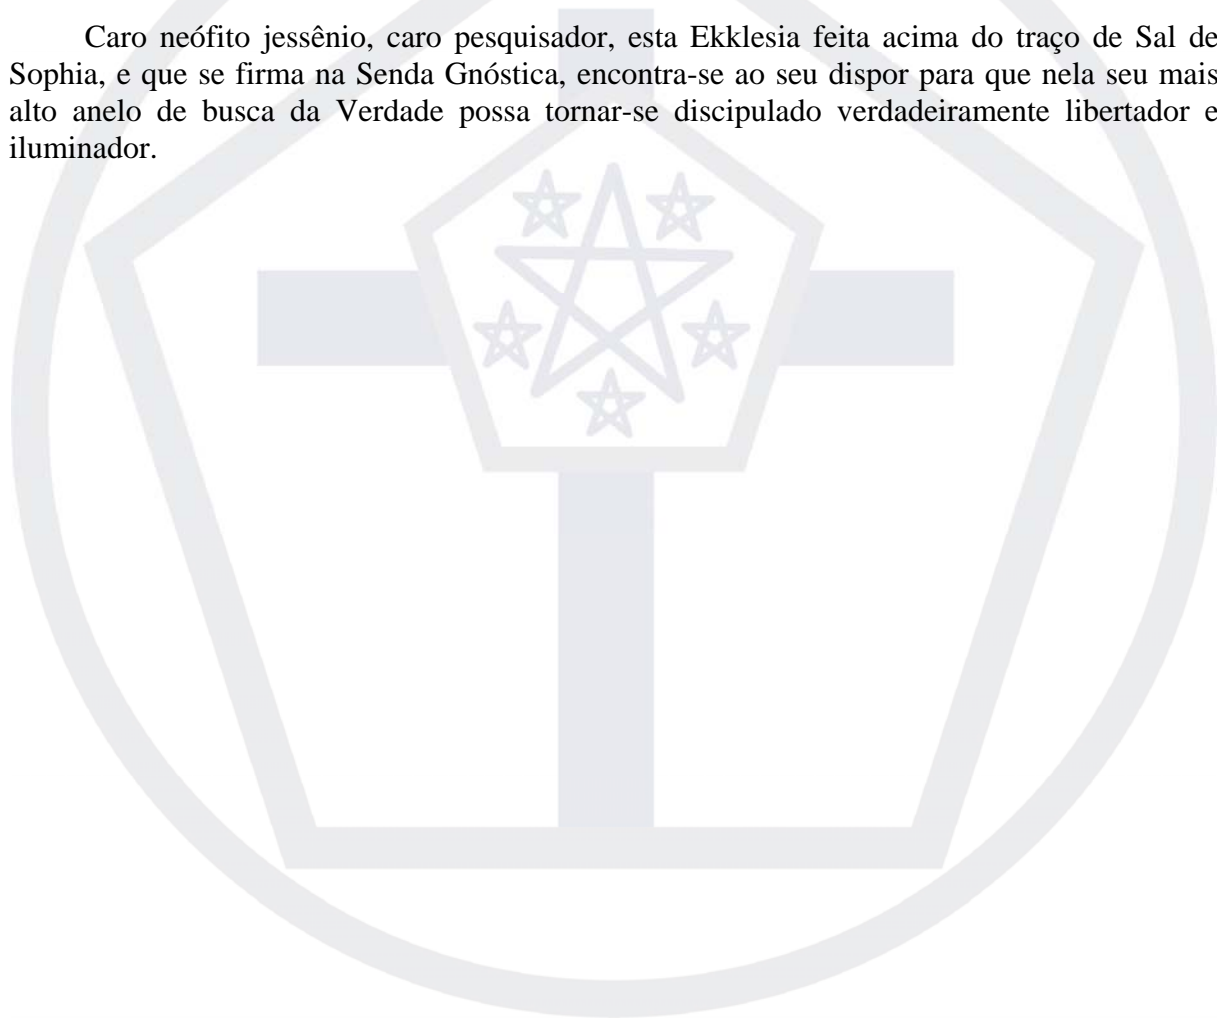 Caro neófito jessênio, caro pesquisador, esta Ekklesia feita acima do traço de Sal de
Sophia, e que se firma na Senda Gnóstica, encontra-se ao seu dispor para que nela seu mais
alto anelo de busca da Verdade possa tornar-se discipulado verdadeiramente libertador e
iluminador.